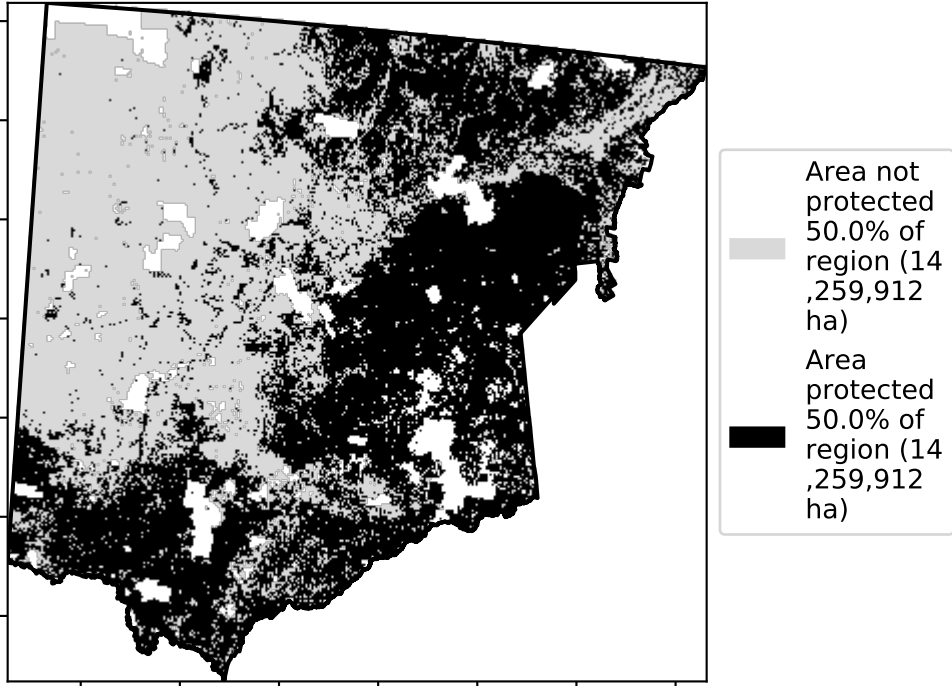 Area not
protected
50.0% of
region (14
,259,912
ha)
Area
protected
50.0% of
region (14
,259,912
ha)